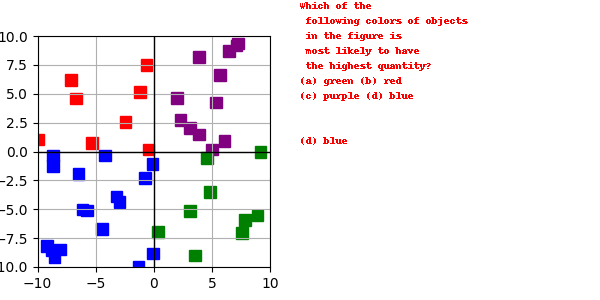 Which of the
following colors of objects
in the figure is
most likely to have
the highest quantity?
(a) green (b) red
(c) purple (d) blue
(d) blue
10.0
7.5
5.0
2.5
0.0
−2.5
−5.0
−7.5
10.0
−10 −5 0 5 10